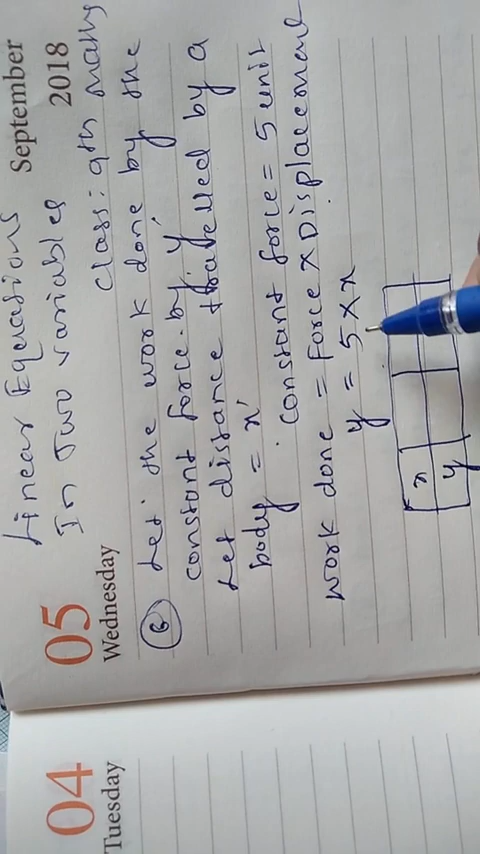 04
Tuesday
05
Wednesday
September
2018
Linear Equations
In Two Variables
class: 9th maths
6 Let the work done by the
constant force by 'y'
Let distance travelled by a
body = 'x'
constant force = 5 unit
work done = Force X Displacement
y = 5 X x
x
y